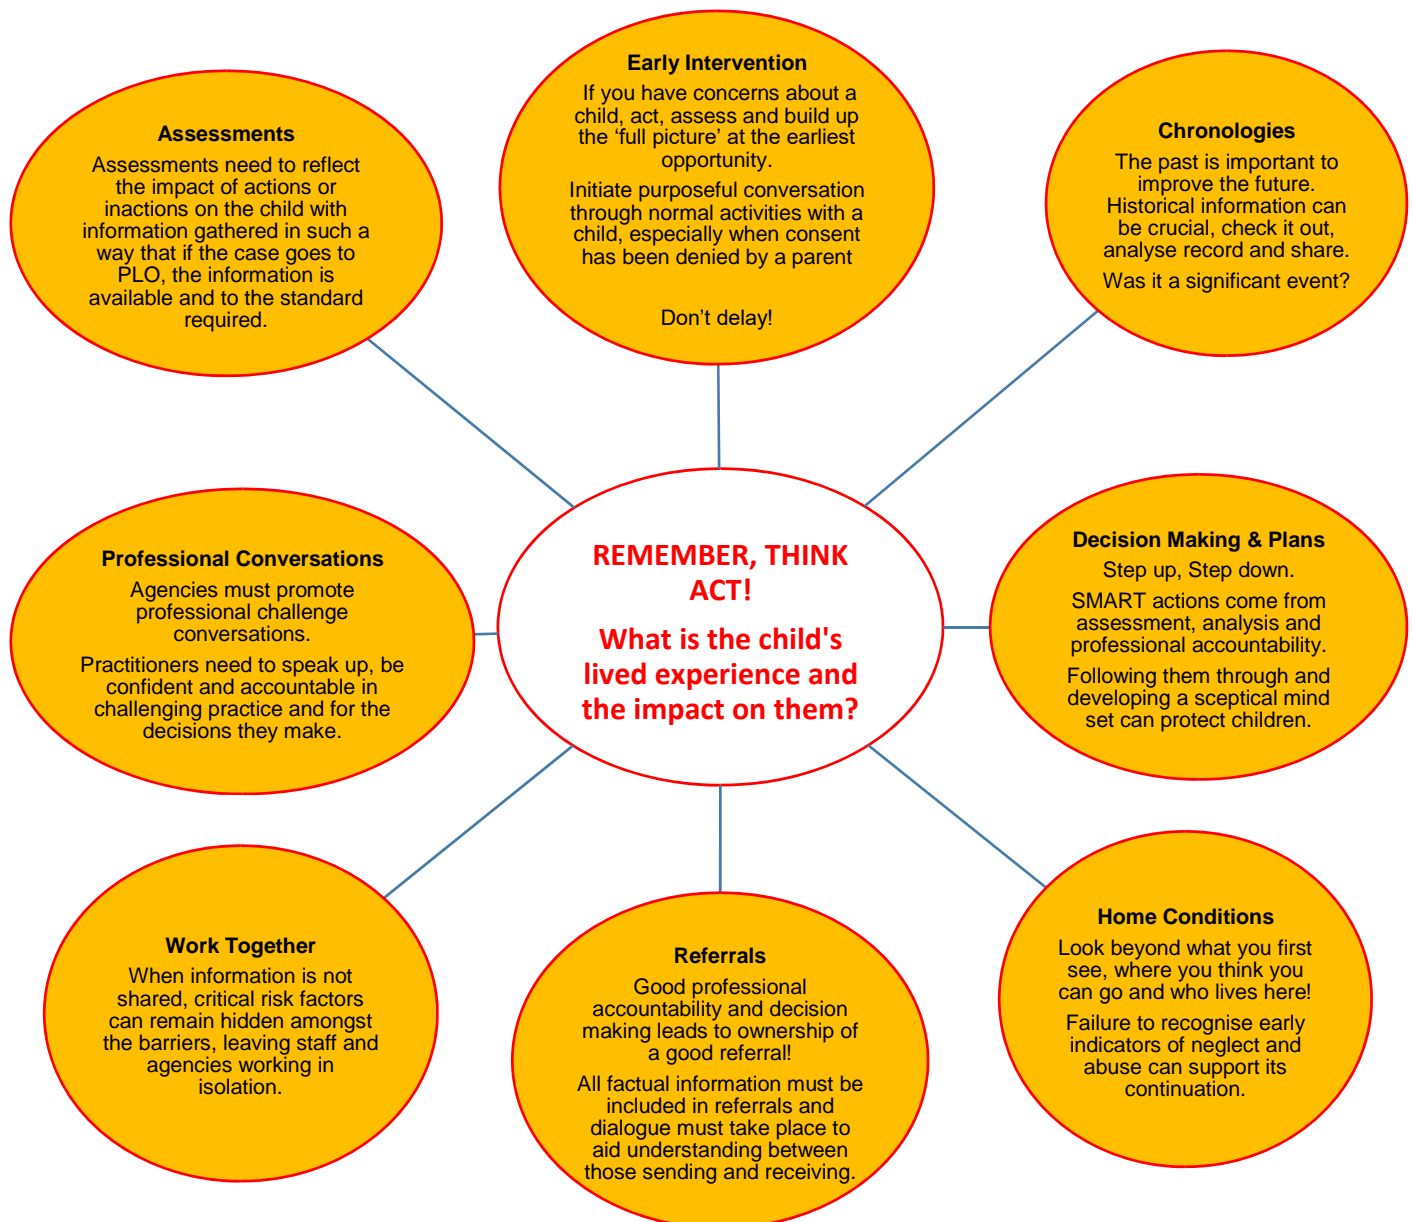 Early Intervention
If you have concerns about a
child, act, assess and build up
the ‘full picture’ at the earliest
opportunity.
Initiate purposeful conversation
through normal activities with a
child, especially when consent
has been denied by a parent
Don’t delay!
Assessments
Assessments need to reflect
the impact of actions or
inactions on the child with
information gathered in such a
way that if the case goes to
PLO, the information is
available and to the standard
required.
Chronologies
The past is important to
improve the future.
Historical information can
be crucial, check it out,
analyse record and share.
Was it a significant event?
Professional Conversations
Agencies must promote
professional challenge
conversations.
Practitioners need to speak up, be
confident and accountable in
challenging practice and for the
decisions they make.
REMEMBER, THINK
ACT!
What is the child's
lived experience and
the impact on them?
Decision Making & Plans
Step up, Step down.
SMART actions come from
assessment, analysis and
professional accountability.
Following them through and
developing a sceptical mind
set can protect children.
Work Together
When information is not
shared, critical risk factors
can remain hidden amongst
the barriers, leaving staff and
agencies working in
isolation.
Referrals
Good professional
accountability and decision
making leads to ownership of
a good referral!
All factual information must be
included in referrals and
dialogue must take place to
aid understanding between
those sending and receiving.
Home Conditions
Look beyond what you first
see, where you think you
can go and who lives here!
Failure to recognise early
indicators of neglect and
abuse can support its
continuation.